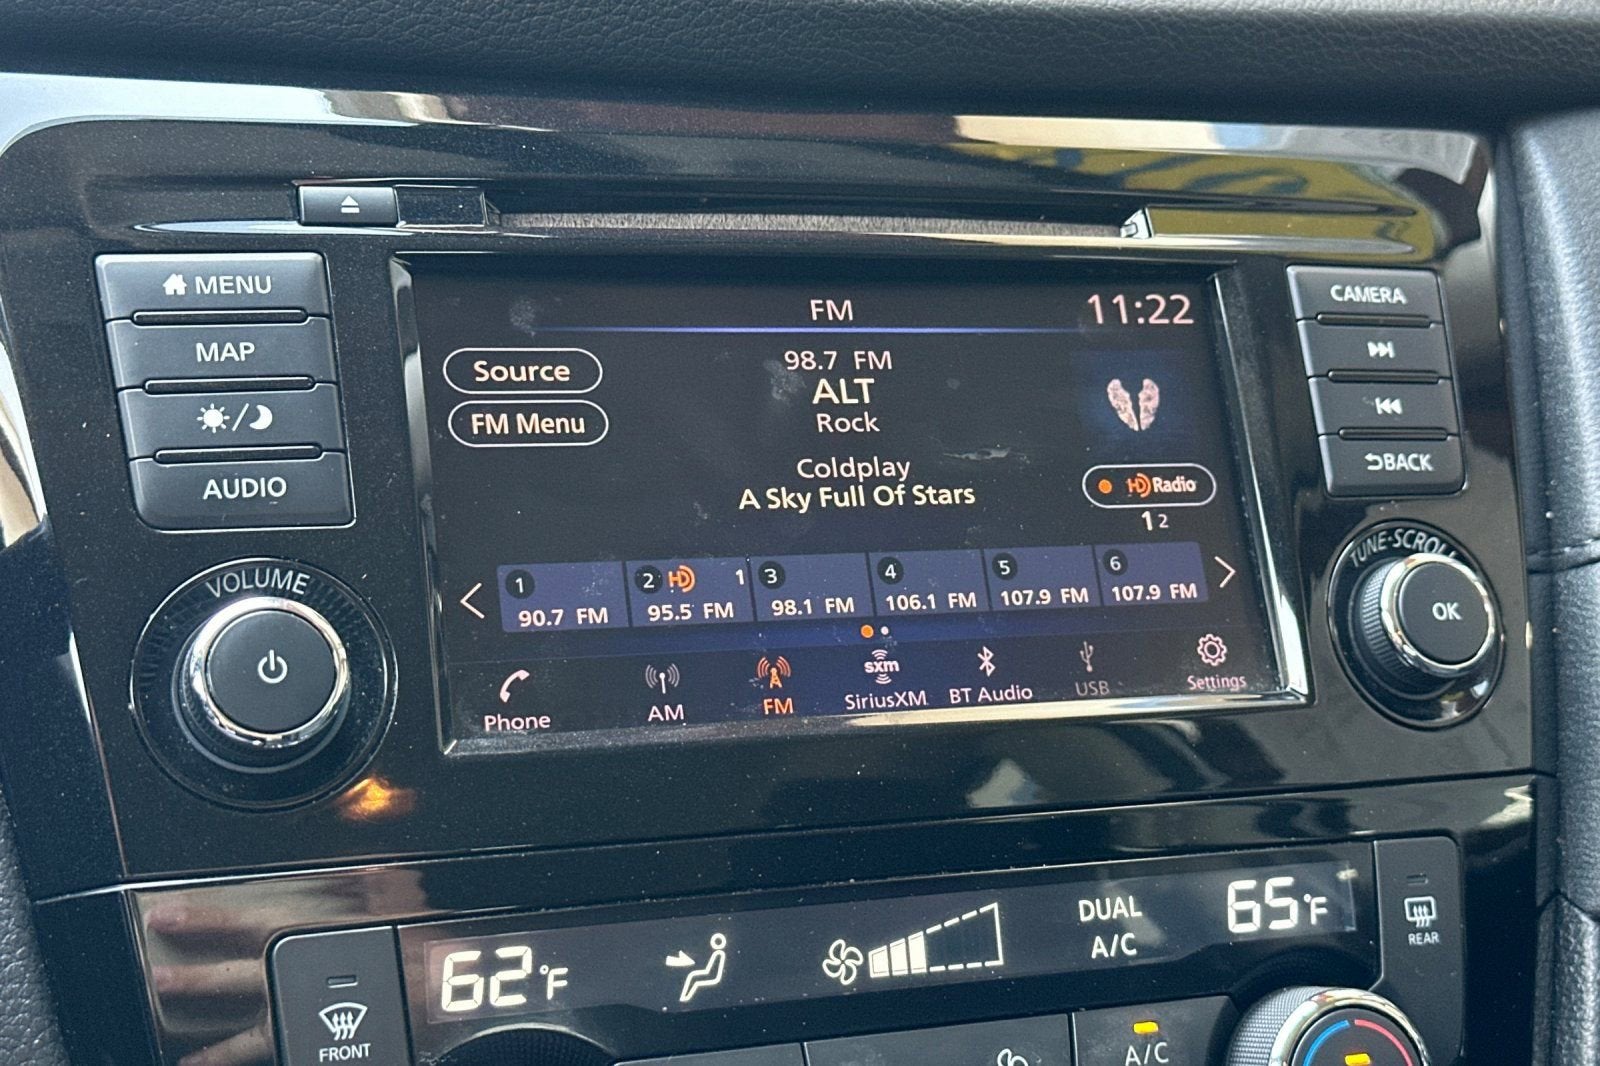 MENU
MAP
AUDIO
VOLUME
FM
11:22
Source
FM Menu
98.7 FM
ALT
Rock
Coldplay
A Sky Full Of Stars
HD Radio
1 2
1
90.7 FM
2 HD 1
95.5 FM
3
98.1 FM
4
106.1 FM
5
107.9 FM
6
107.9 FM
Phone
AM
FM
sxm
SiriusXM
BT Audio
USB
Settings
CAMERA
BACK
TUNE·SCROLL
OK
62°F
DUAL
A/C
65°F
FRONT
REAR
A/C